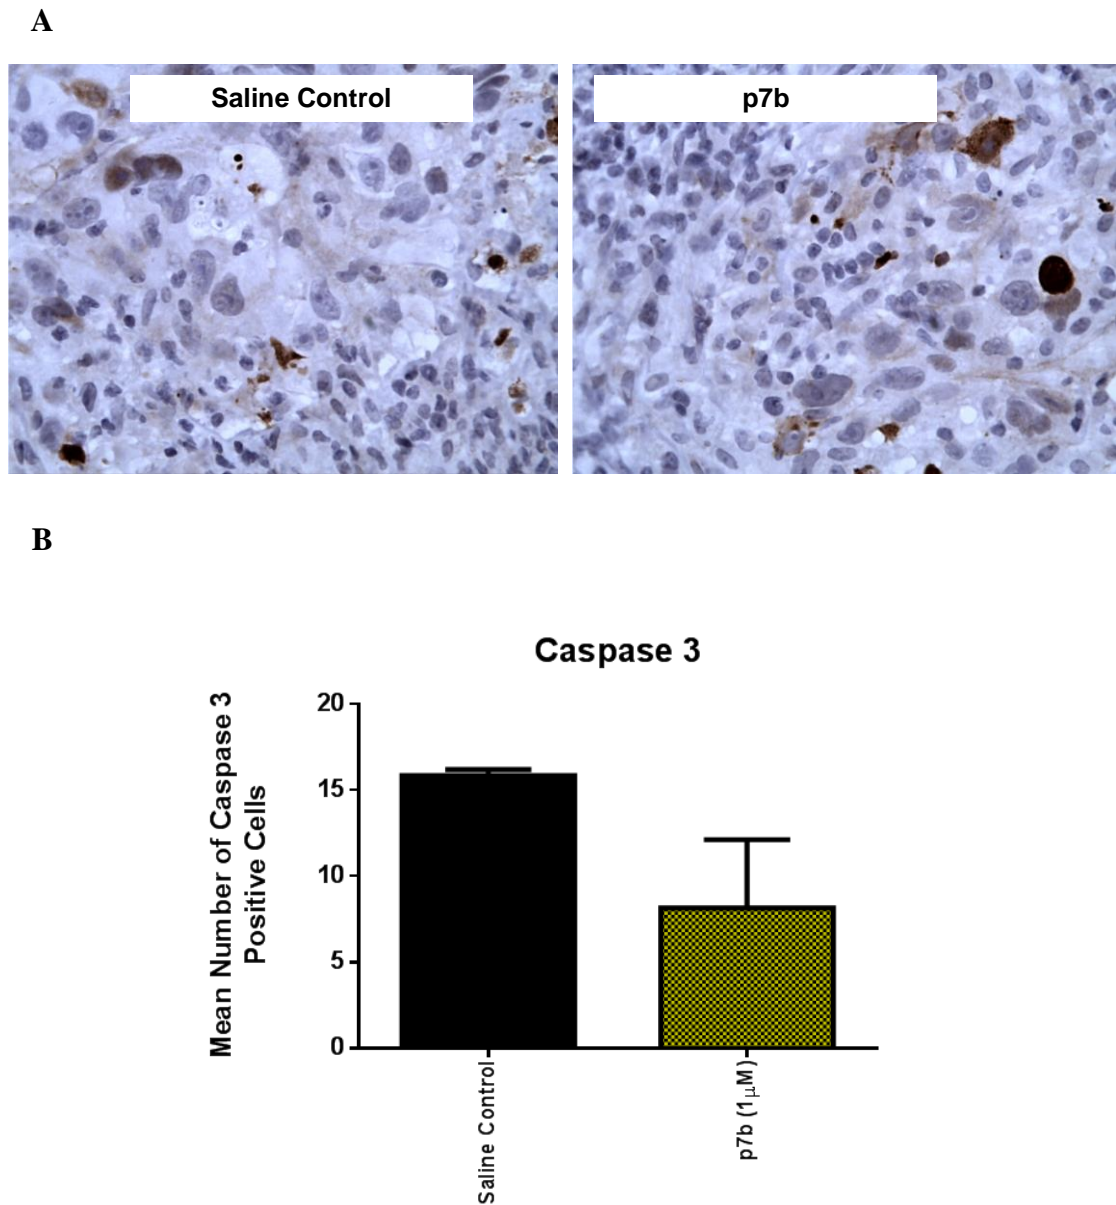 A
Saline Control
p7b
B
Caspase 3
Mean Number of Caspase 3
Positive Cells
20
15
10
5
0
Saline Control
p7b (1µM)